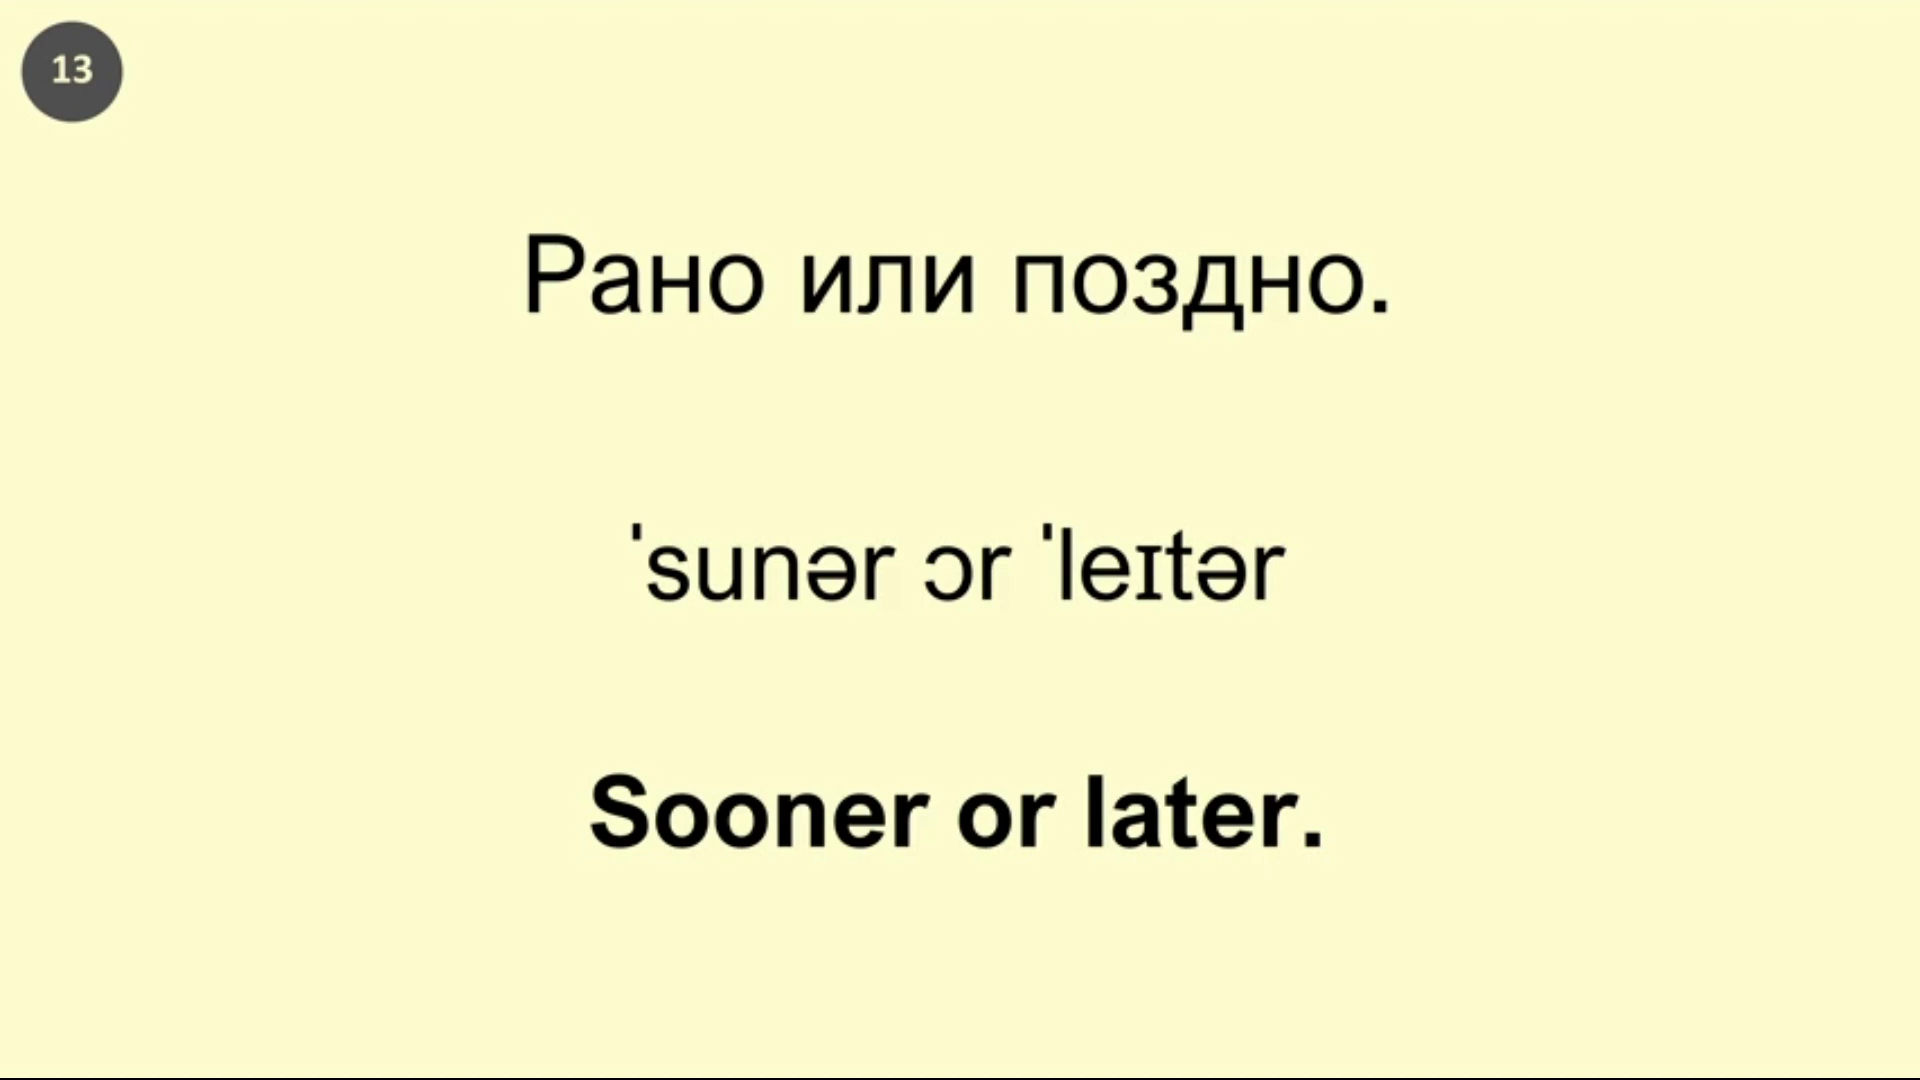 13
Рано или поздно.
ˈsunər ɔr ˈleɪtər
Sooner or later.